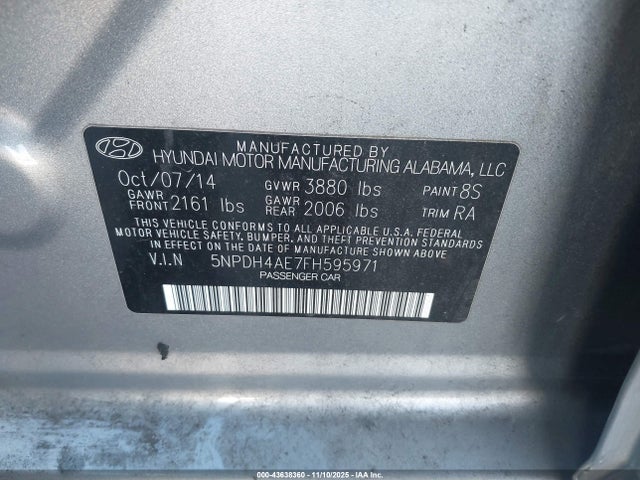 MANUFACTURED BY
HYUNDAI MOTOR MANUFACTURING ALABAMA, LLC
Oct/07/14 GVWR 3880 lbs PAINT 8S
GAWR FRONT 2161 lbs GAWR REAR 2006 lbs TRIM RA
THIS VEHICLE CONFORMS TO ALL APPLICABLE U.S.A. FEDERAL
MOTOR VEHICLE SAFETY, BUMPER, AND THEFT PREVENTION STANDARDS
IN EFFECT ON THE DATE OF MANUFACTURE SHOWN ABOVE
V.I.N 5NPDH4AE7FH595971
PASSENGER CAR
000-43638360 - 11/10/2025 - IAAI.com